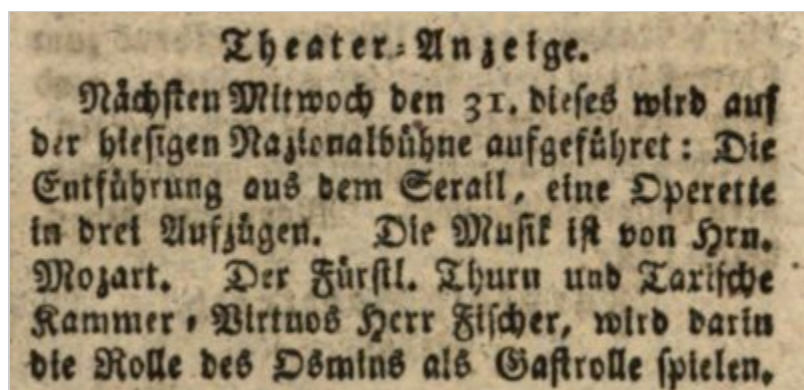 Theater-Anzeige.
Nächsten Mitwoch den 31. dieses wird auf
der hiesigen Nazionalbühne aufgeführet: Die
Entführung aus dem Serail, eine Operette
in drei Aufzügen. Die Musik ist von Hrn.
Mozart. Der Fürstl. Thurn und Taxische
Kammer-Virtuos Herr Fischer, wird darin
die Rolle des Osmins als Gastrolle spielen.